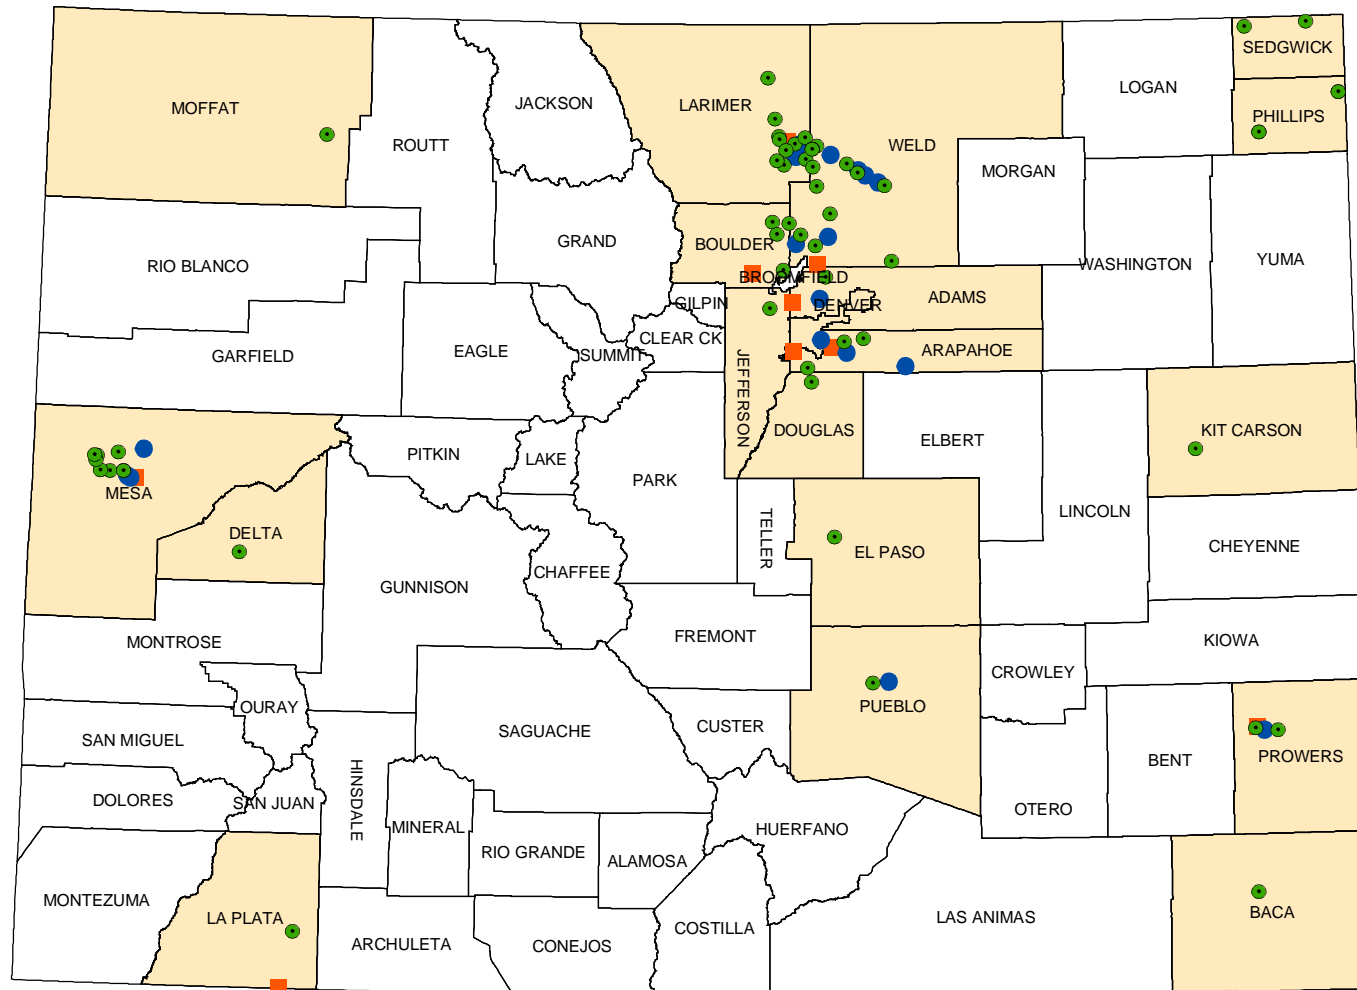 SEDGWICK
LOGAN
JACKSON
LARIMER
MOFFAT
PHILLIPS
ROUTT
WELD
MORGAN
GRAND
BOULDER
YUMA
WASHINGTON
RIO BLANCO
BROOMFIELD
ADAMS
GILPIN
DENVER
CLEAR CK
EAGLE
SUMMIT
ARAPAHOE
GARFIELD
JEFFERSON
DOUGLAS
KIT CARSON
ELBERT
PITKIN
LAKE
PARK
MESA
LINCOLN
DELTA
TELLER
CHEYENNE
EL PASO
CHAFFEE
GUNNISON
FREMONT
KIOWA
MONTROSE
CROWLEY
OURAY
PUEBLO
CUSTER
SAGUACHE
SAN MIGUEL
PROWERS
BENT
HINSDALE
DOLORES
SAN JUAN
OTERO
MINERAL
HUERFANO
RIO GRANDE
ALAMOSA
MONTEZUMA
BACA
LA PLATA
LAS ANIMAS
COSTILLA
ARCHULETA
CONEJOS